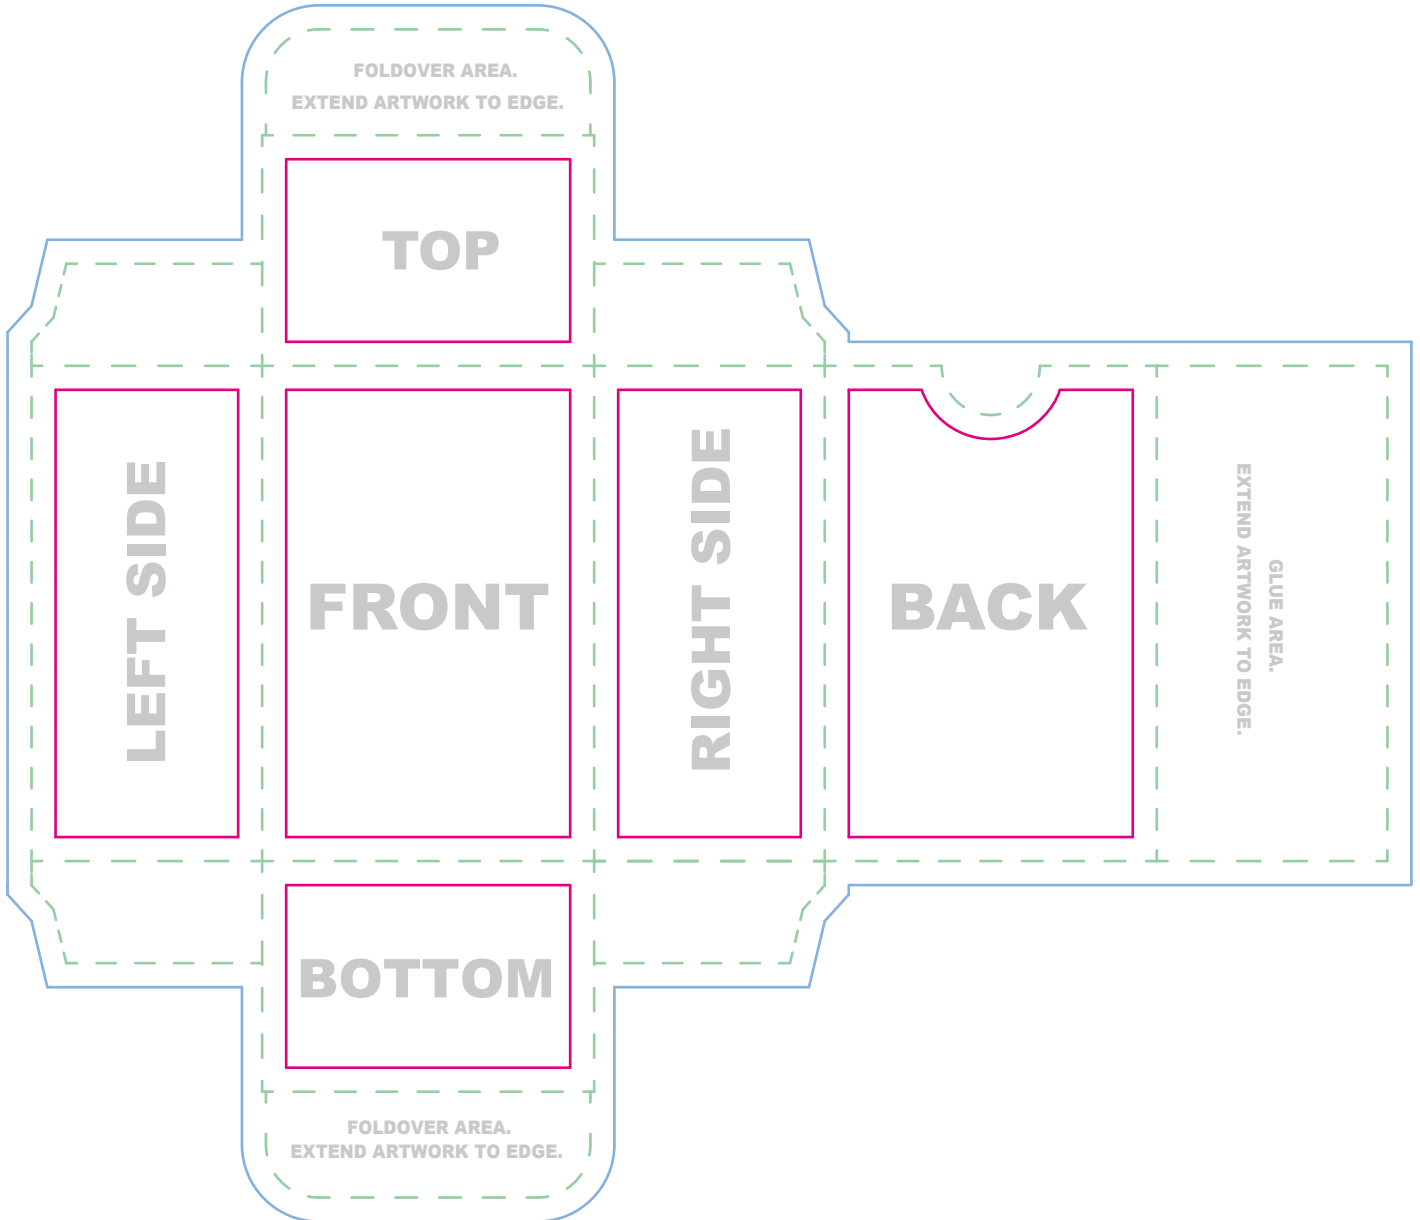 FOLDOVER AREA.
EXTEND ARTWORK TO EDGE.
TOP
LEFT SIDE
FRONT
RIGHT SIDE
BACK
GLUE AREA.
EXTEND ARTWORK TO EDGE.
BOTTOM
FOLDOVER AREA.
EXTEND ARTWORK TO EDGE.